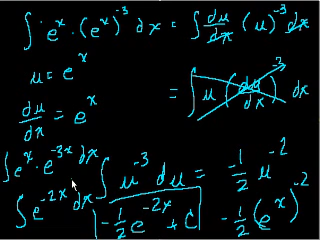 ∫ e^x · (e^x)^-3 dx = ∫ du/dx (u)^-3 dx
u = e^x
= ∫ u (du/dx)^-3 dx
du/dx = e^x
∫ e^x · e^-3x dx
∫ u^-3 du = -1/2 u^-2
∫ e^-2x dx
-1/2 e^-2x + C
-1/2 (e^x)^-2